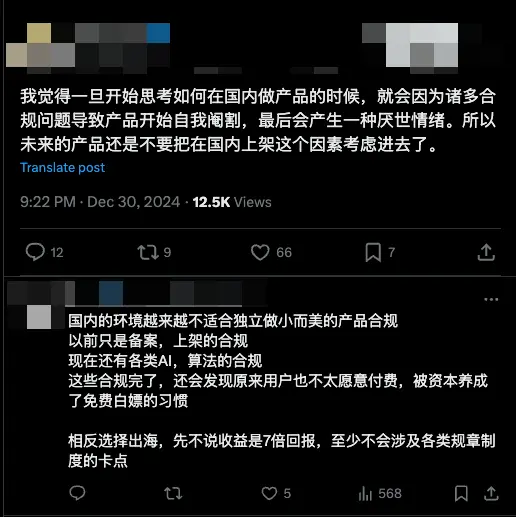 我觉得一旦开始思考如何在国内做产品的时候，就会因为诸多合
规问题导致产品开始自我阉割，最后会产生一种厌世情绪。所以
未来的产品还是不要把在国内上架这个因素考虑进去了。
Translate post
9:22 PM · Dec 30, 2024 · 12.5K Views
12 9 66 7
国内的环境越来越不适合独立做小而美的产品合规
以前只是备案，上架的合规
现在还有各类AI，算法的合规
这些合规完了，还会发现原来用户也不太愿意付费，被资本养成
了免费白嫖的习惯
相反选择出海，先不说收益是7倍回报，至少不会涉及各类规章制
度的卡点
5 568